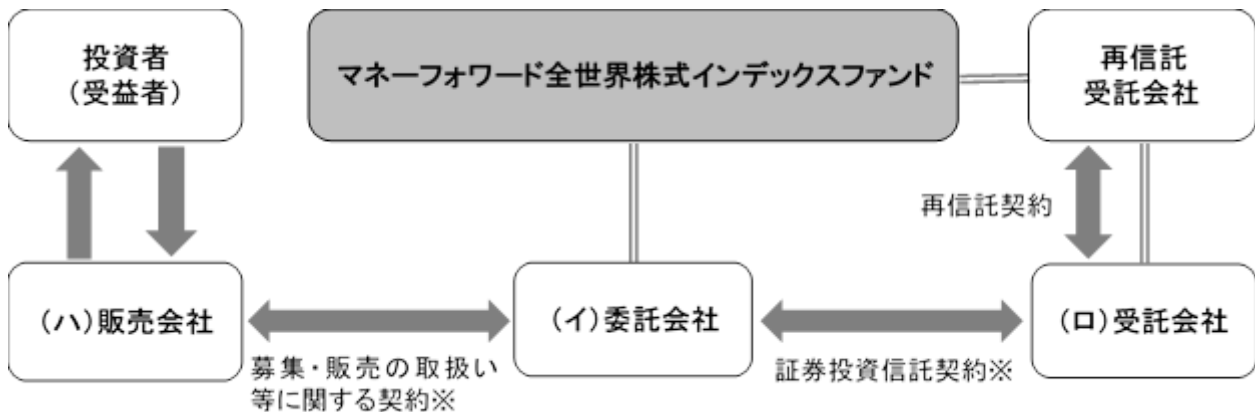 投資者
（受益者）
マネーフォワード全世界株式インデックスファンド
再信託
受託会社
再信託契約
（ハ）販売会社
（イ）委託会社
（ロ）受託会社
募集・販売の取扱い
等に関する契約※
証券投資信託契約※